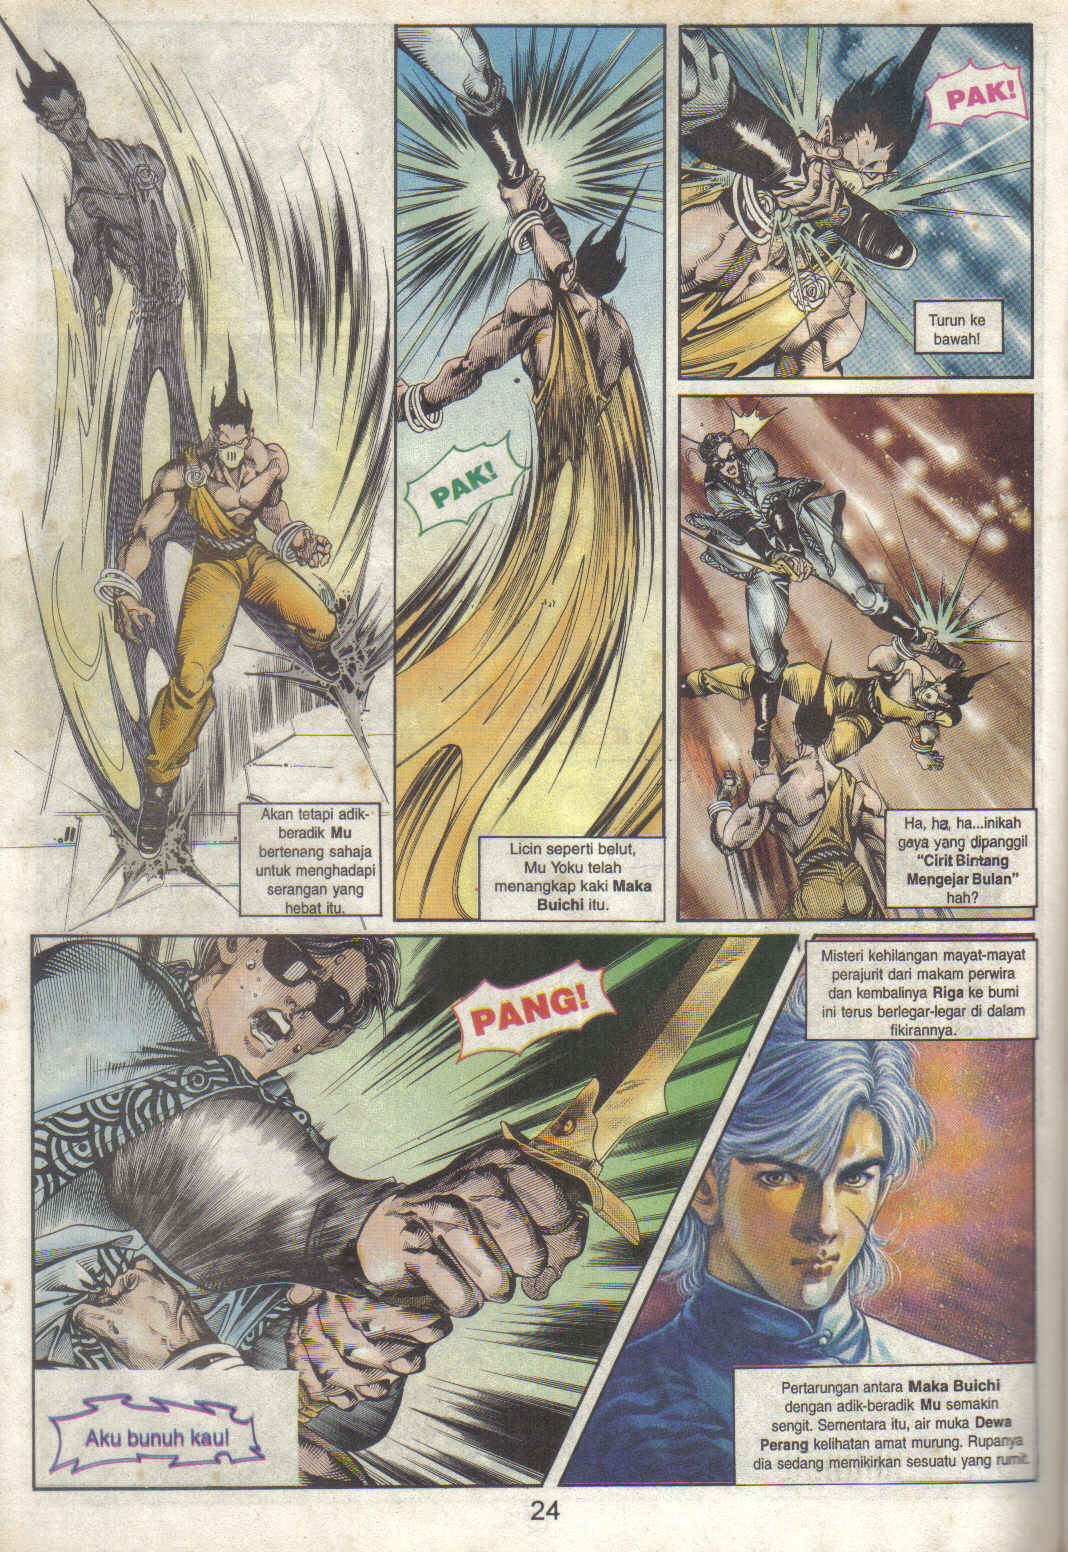 Akan tetapi adik-
beradik Mu
bertenang sahaja
untuk menghadapi
serangan yang
hebat itu.
PAK!
Licin seperti belut,
Mu Yoku telah
menangkap kaki Maka
Buichi itu.
PAK!
Turun ke
bawah!
Ha, ha, ha...inikah
gaya yang dipanggil
“Cirit Bintang
Mengejar Bulan”
hah?
PANG!
Aku bunuh kau!
Misteri kehilangan mayat-mayat
perajurit dari makam perwira
dan kembalinya Riga ke bumi
ini terus berlegar-legar di dalam
fikirannya.
Pertarungan antara Maka Buichi
dengan adik-beradik Mu semakin
sengit. Sementara itu, air muka Dewa
Perang kelihatan amat murung. Rupanya
dia sedang memikirkan sesuatu yang rumit.
24